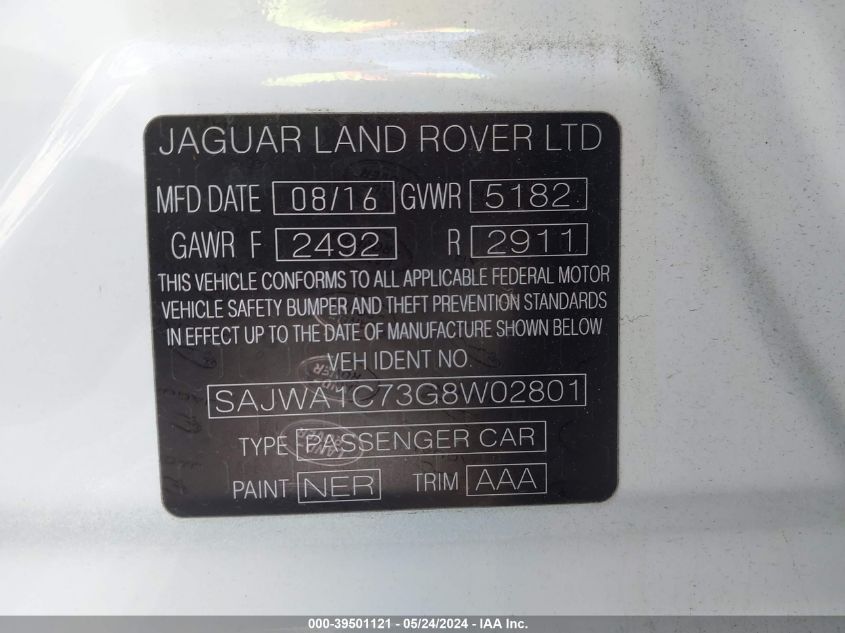 JAGUAR LAND ROVER LTD
MFD DATE 08/16 GVWR 5182
GAWR F 2492 R 2911
THIS VEHICLE CONFORMS TO ALL APPLICABLE FEDERAL MOTOR
VEHICLE SAFETY BUMPER AND THEFT PREVENTION STANDARDS
IN EFFECT UP TO THE DATE OF MANUFACTURE SHOWN BELOW
VEH IDENT NO.
SAJWA1C73G8W02801
TYPE PASSENGER CAR
PAINT NER TRIM AAA
000-39501121 - 05/24/2024 - IAA Inc.